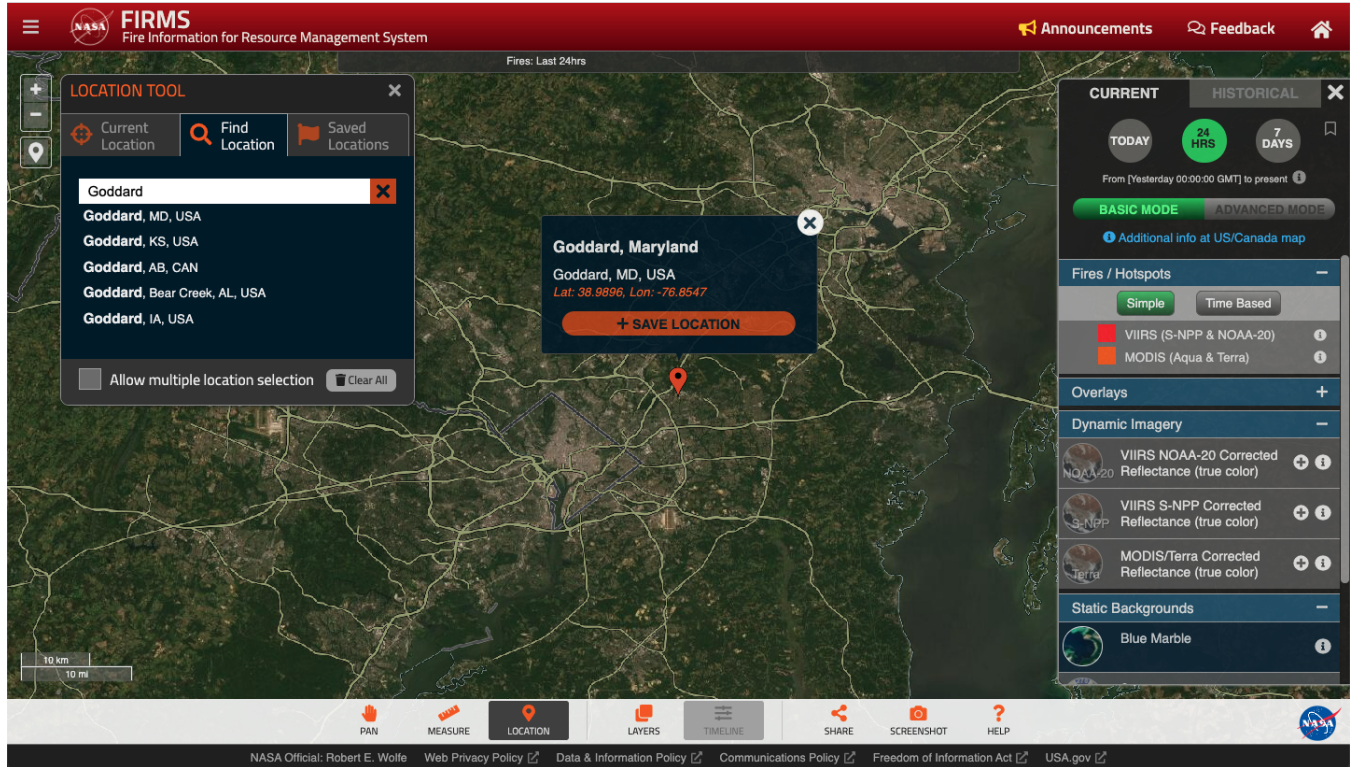 NASA
FIRMS
Fire Information for Resource Management System
Announcements
Feedback
Fires: Last 24hrs
+
−
LOCATION TOOL
Current
Location
Find
Location
Saved
Locations
Goddard
Goddard, MD, USA
Goddard, KS, USA
Goddard, AB, CAN
Goddard, Bear Creek, AL, USA
Goddard, IA, USA
Allow multiple location selection
Clear All
Goddard, Maryland
Goddard, MD, USA
Lat: 38.9896, Lon: -76.8547
+ SAVE LOCATION
CURRENT
HISTORICAL
TODAY
24
HRS
7
DAYS
From [Yesterday 00:00:00 GMT] to present
BASIC MODE
ADVANCED MODE
Additional info at US/Canada map
Fires / Hotspots
Simple
Time Based
VIIRS (S-NPP & NOAA-20)
MODIS (Aqua & Terra)
Overlays
Dynamic Imagery
NOAA-20
VIIRS NOAA-20 Corrected
Reflectance (true color)
S-NPP
VIIRS S-NPP Corrected
Reflectance (true color)
Terra
MODIS/Terra Corrected
Reflectance (true color)
Static Backgrounds
Blue Marble
10 km
10 mi
PAN
MEASURE
LOCATION
LAYERS
TIMELINE
SHARE
SCREENSHOT
HELP
NASA
NASA Official: Robert E. Wolfe
Web Privacy Policy
Data & Information Policy
Communications Policy
Freedom of Information Act
USA.gov